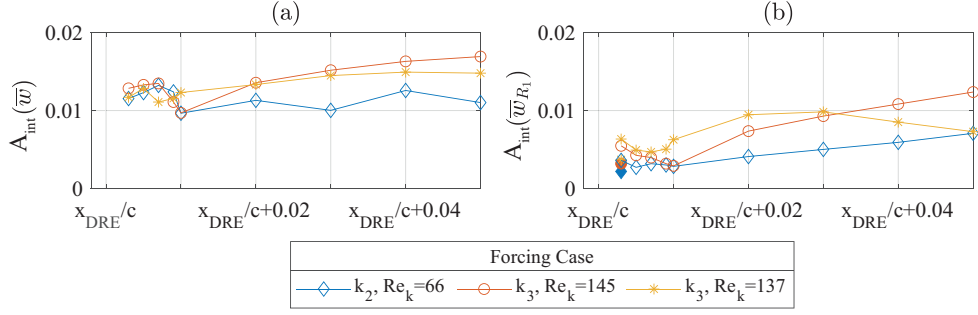 (a)
(b)
0.02
0.01
0
A_int(w̅)
x_DRE/c
x_DRE/c+0.02
x_DRE/c+0.04
0.02
0.01
0
A_int(w̅_R_1)
x_DRE/c
x_DRE/c+0.02
x_DRE/c+0.04
Forcing Case
k_2, Re_k=66
k_3, Re_k=145
k_3, Re_k=137